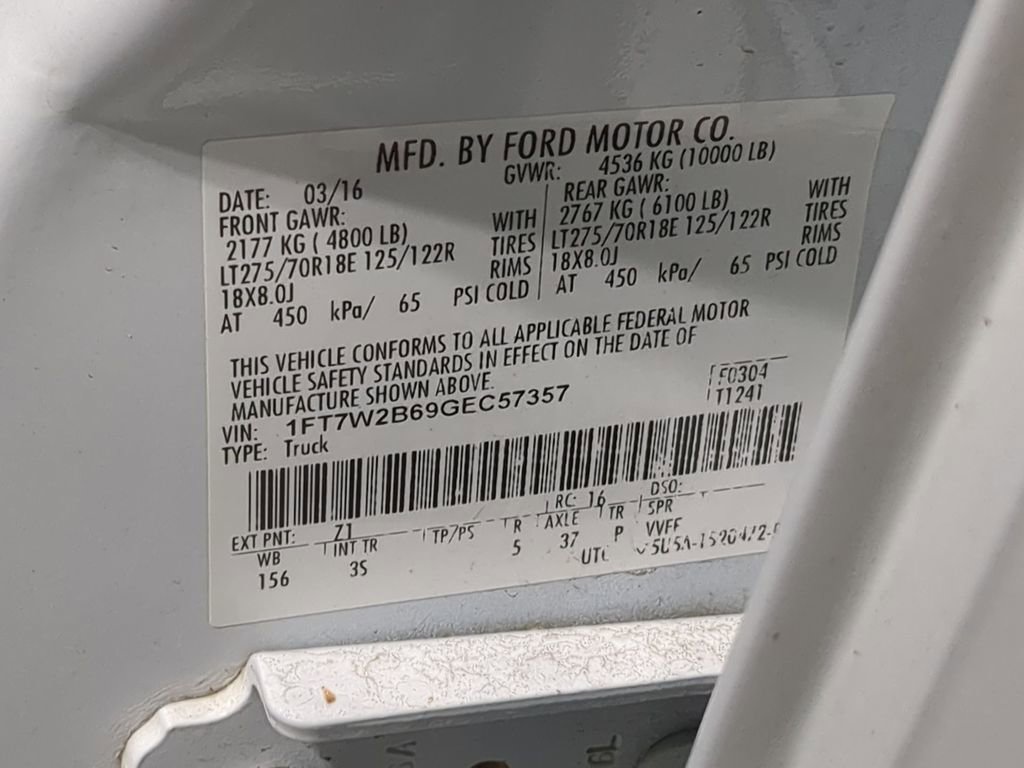 MFD. BY FORD MOTOR CO.
DATE: 03/16 GVWR: 4536 KG (10000 LB)
FRONT GAWR: WITH REAR GAWR: WITH
2177 KG ( 4800 LB) TIRES 2767 KG ( 6100 LB) TIRES
LT275/70R18E 125/122R RIMS LT275/70R18E 125/122R RIMS
18X8.0J 18X8.0J
AT 450 kPa/ 65 PSI COLD AT 450 kPa/ 65 PSI COLD
THIS VEHICLE CONFORMS TO ALL APPLICABLE FEDERAL MOTOR
VEHICLE SAFETY STANDARDS IN EFFECT ON THE DATE OF
MANUFACTURE SHOWN ABOVE.
F0304
VIN: 1FT7W2B69GEC57357 T1241
TYPE: Truck
EXT PNT: Z1 RC: 16 DSO:
WB INT TR TP/PS R AXLE TR SPR
156 3S 5 37 P VVFF